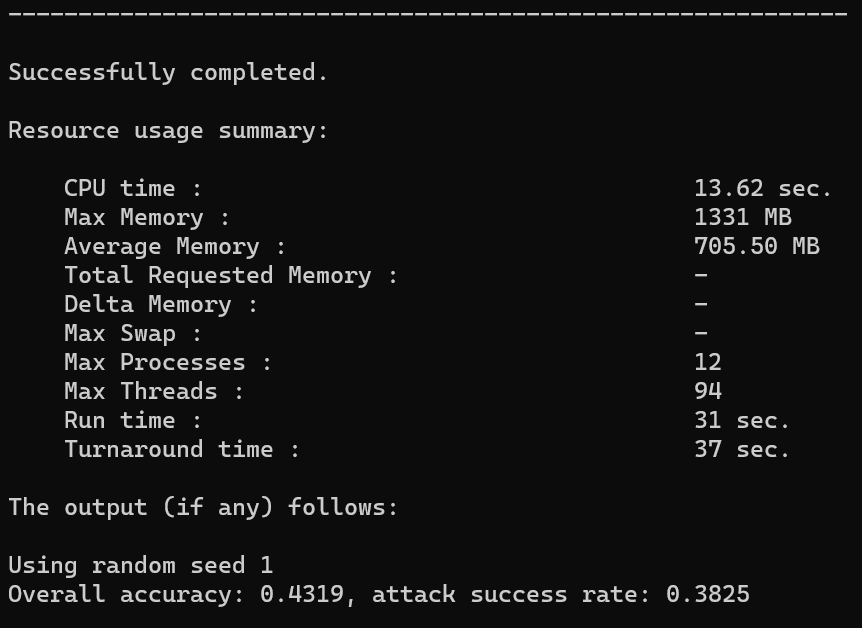 ------------------------------------------------------------
Successfully completed.
Resource usage summary:
CPU time : 13.62 sec.
Max Memory : 1331 MB
Average Memory : 705.50 MB
Total Requested Memory : -
Delta Memory : -
Max Swap : -
Max Processes : 12
Max Threads : 94
Run time : 31 sec.
Turnaround time : 37 sec.
The output (if any) follows:
Using random seed 1
Overall accuracy: 0.4319, attack success rate: 0.3825